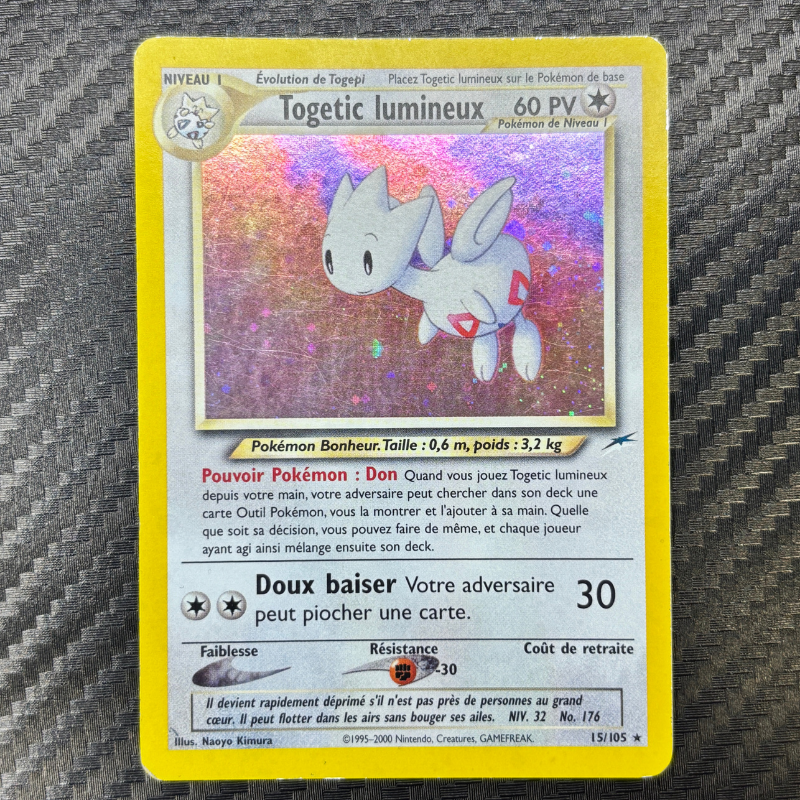 NIVEAU 1 Évolution de Togepi Placez Togetic lumineux sur le Pokémon de base
Togetic lumineux 60 PV
Pokémon de Niveau 1
Pokémon Bonheur. Taille : 0,6 m, poids : 3,2 kg
Pouvoir Pokémon : Don Quand vous jouez Togetic lumineux
depuis votre main, votre adversaire peut chercher dans son deck une
carte Outil Pokémon, vous la montrer et l'ajouter à sa main. Quelle
que soit sa décision, vous pouvez faire de même, et chaque joueur
ayant agi ainsi mélange ensuite son deck.
Doux baiser Votre adversaire 30
peut piocher une carte.
Faiblesse Résistance Coût de retraite
-30
Il devient rapidement déprimé s'il n'est pas près de personnes au grand
cœur. Il peut flotter dans les airs sans bouger ses ailes. NIV. 32 No. 176
Illus. Naoyo Kimura ©1995-2000 Nintendo, Creatures, GAMEFREAK. 15/105 ★